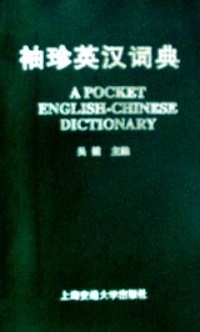 袖珍英汉词典
A POCKET
ENGLISH-CHINESE
DICTIONARY
吴 主编
上海交通大学出版社